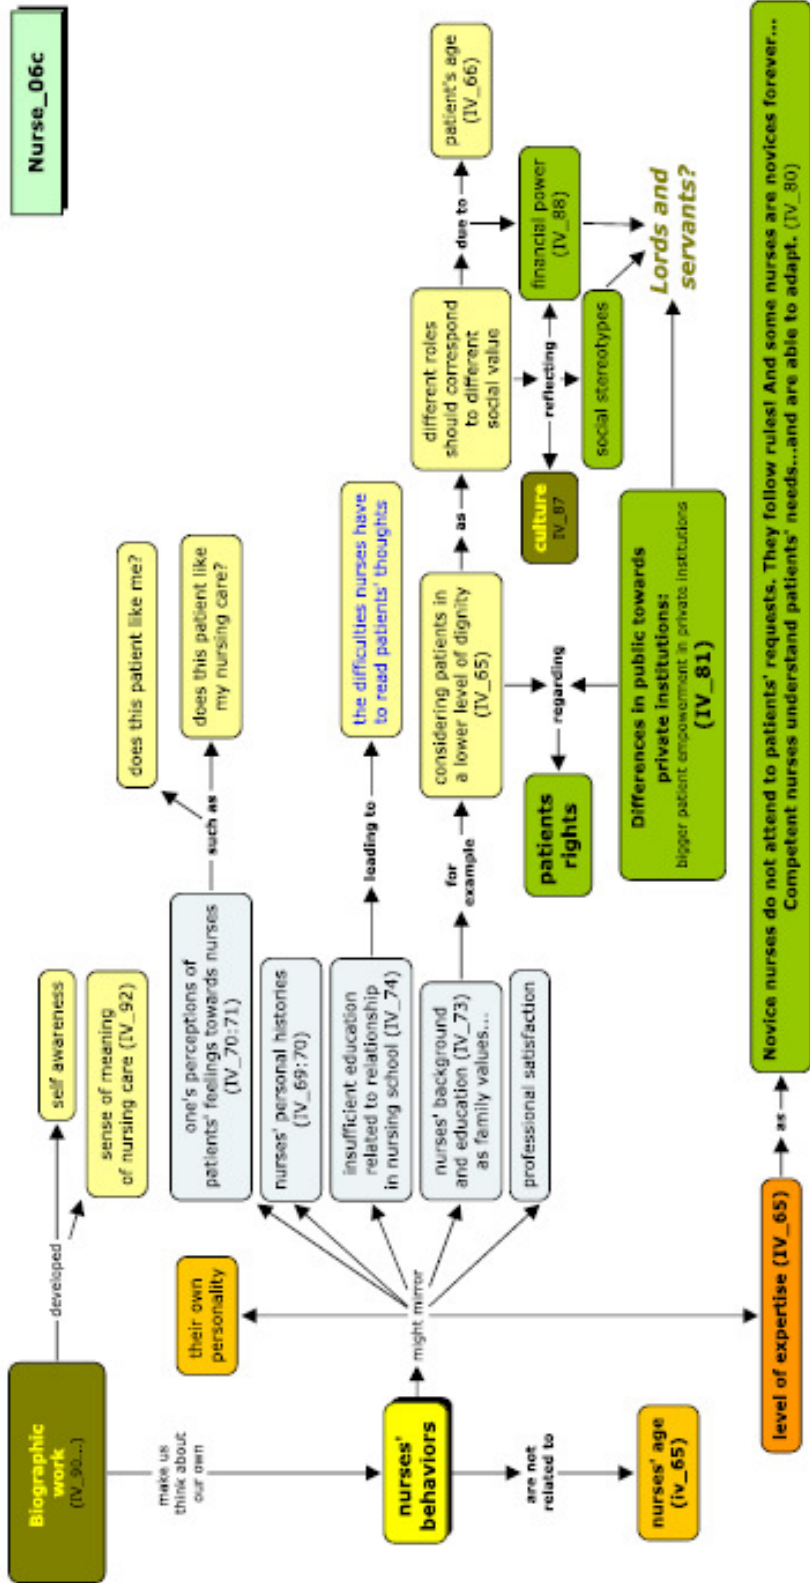 Nurse_06c
Biographic
work
(IV_90...)
developed
self awareness
sense of meaning
of nursing care (IV_92)
make us
think about
our own
nurses'
behaviors
are not
related to
nurses' age
(iv_65)
might mirror
their own
personality
one's perceptions of
patients' feelings towards nurses
(IV_70:71)
such as
does this patient like me?
does this patient like
my nursing care?
nurses' personal histories
(IV_69:70)
insufficient education
related to relationship
in nursing school (IV_74)
leading to
the difficulties nurses have
to read patients' thoughts
nurses' background
and education (IV_73)
as family values...
for
example
considering patients in
a lower level of dignity
(IV_65)
as
different roles
should correspond
to different
social value
due to
patient's age
(IV_66)
financial power
(IV_88)
reflecting
culture
IV_87
social stereotypes
Lords and
servants?
regarding
patients
rights
Differences in public towards
private institutions:
bigger patient empowerment in private institutions
(IV_81)
professional satisfaction
level of expertise (IV_65)
as
Novice nurses do not attend to patients' requests. They follow rules! And some nurses are novices forever...
Competent nurses understand patients' needs...and are able to adapt. (IV_80)